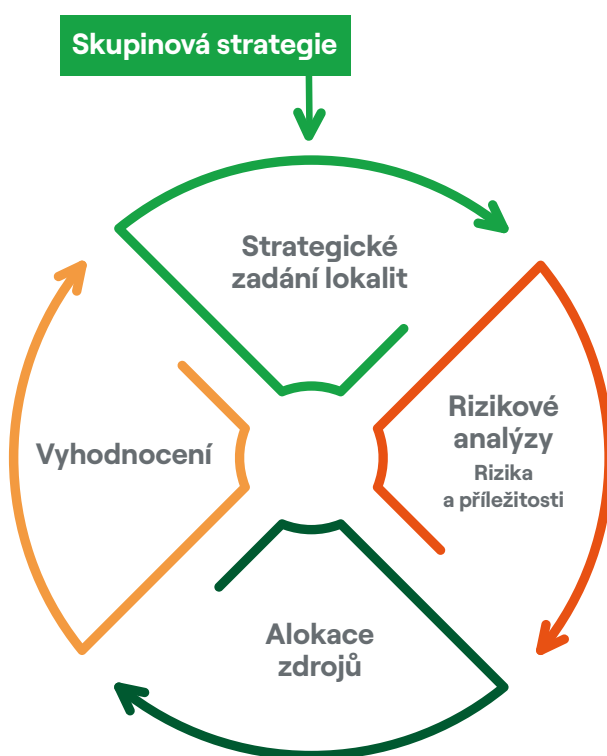 Skupinová strategie
Strategické
zadání lokalit
Rizikové
analýzy
Rizika
a příležitosti
Vyhodnocení
Alokace
zdrojů